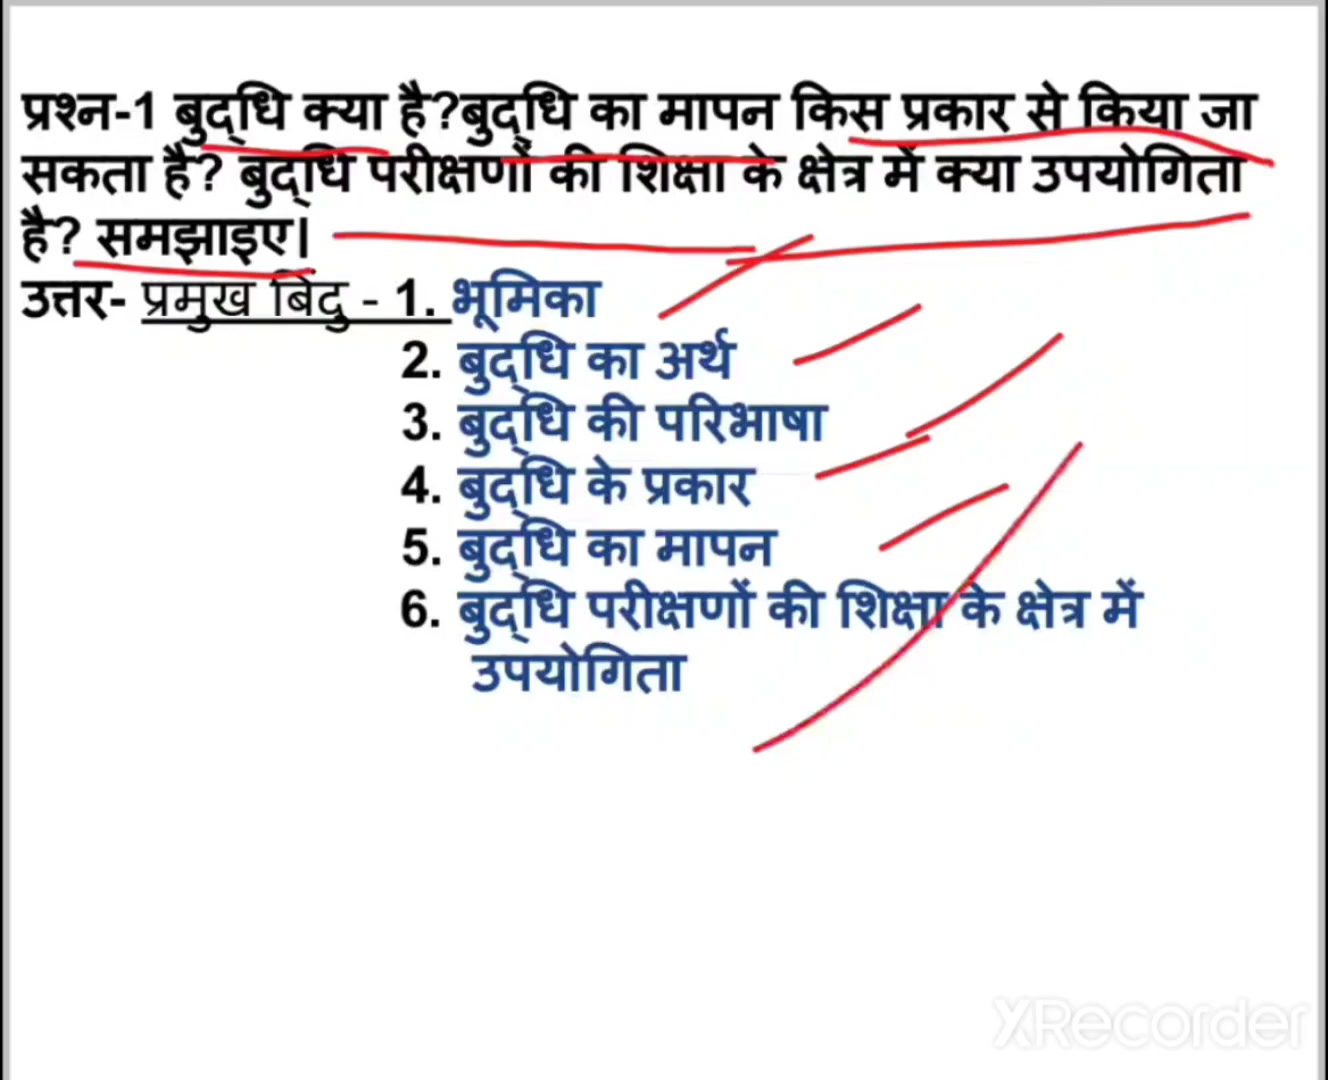 प्रश्न-1 बुद्धि क्या है?बुद्धि का मापन किस प्रकार से किया जा
सकता है? बुद्धि परीक्षणों की शिक्षा के क्षेत्र में क्या उपयोगिता
है? समझाइए।
उत्तर- प्रमुख बिंदु - 1. भूमिका
2. बुद्धि का अर्थ
3. बुद्धि की परिभाषा
4. बुद्धि के प्रकार
5. बुद्धि का मापन
6. बुद्धि परीक्षणों की शिक्षा के क्षेत्र में
उपयोगिता
XRecorder